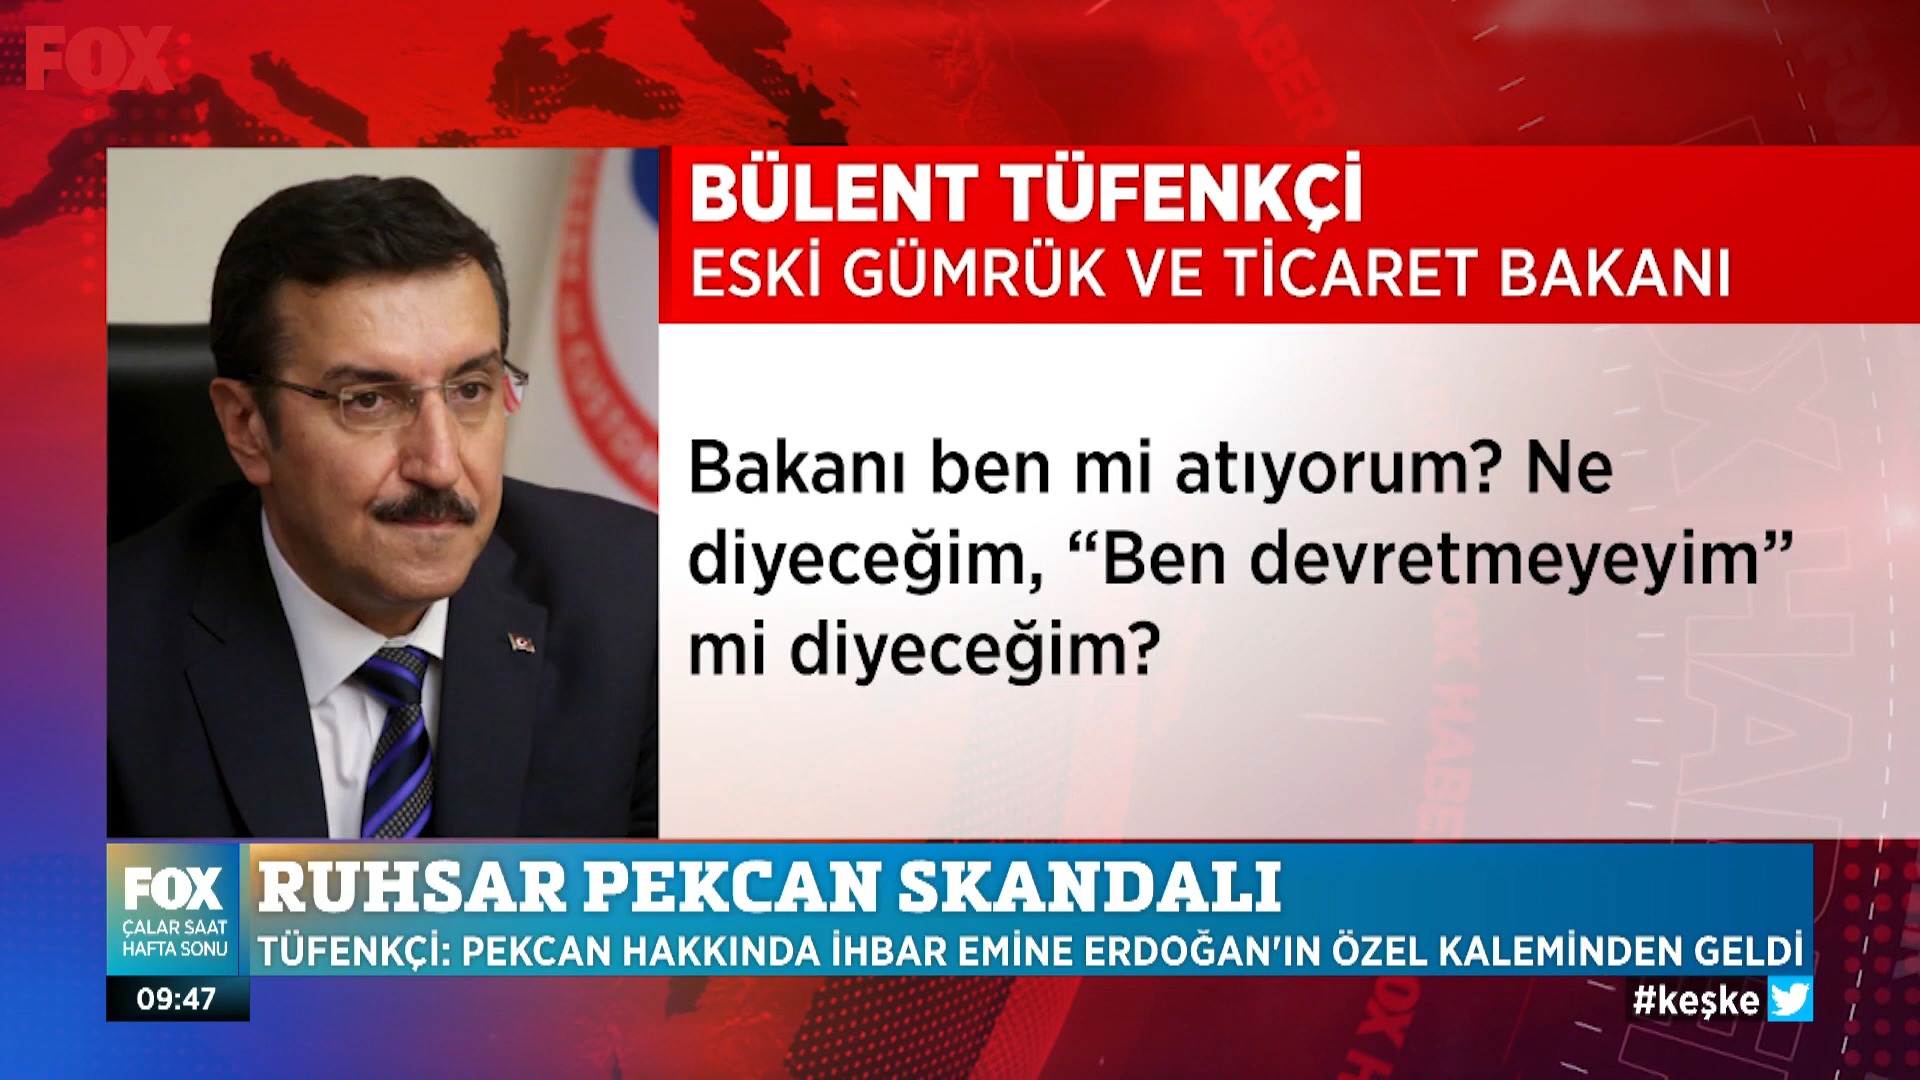 FOX
BÜLENT TÜFENKÇİ
ESKİ GÜMRÜK VE TİCARET BAKANI
Bakanı ben mi atıyorum? Ne
diyeceğim, “Ben devretmeyeyim”
mi diyeceğim?
FOX
ÇALAR SAAT
HAFTA SONU
RUHSAR PEKCAN SKANDALI
TÜFENKÇİ: PEKCAN HAKKINDA İHBAR EMİNE ERDOĞAN'IN ÖZEL KALEMİNDEN GELDİ
09:47
#keşke